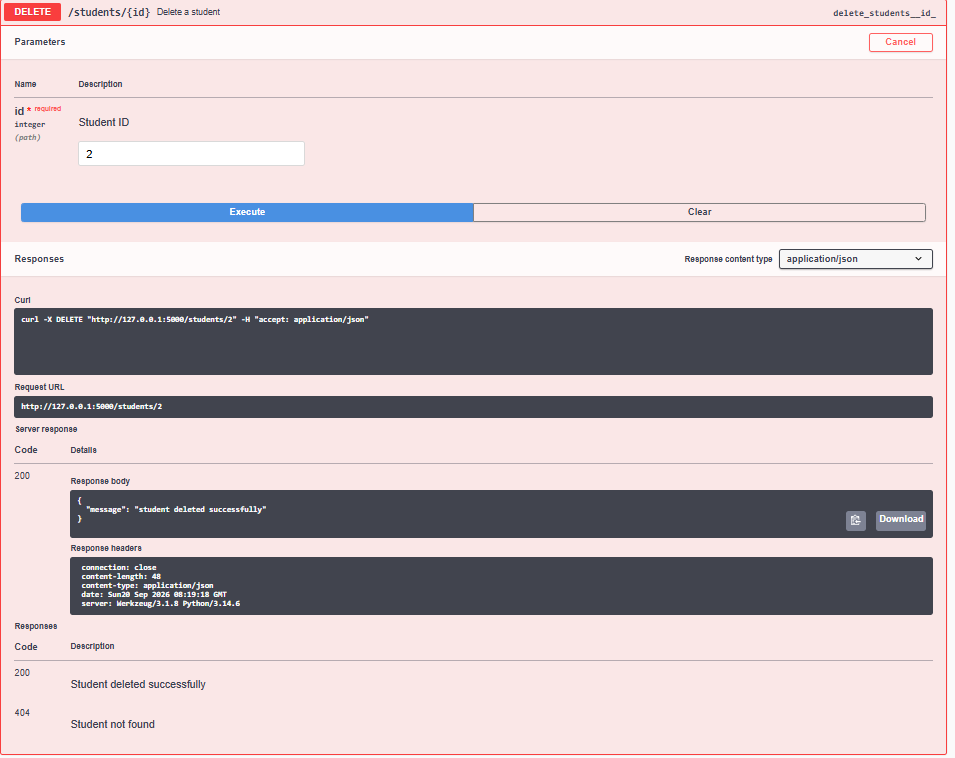 DELETE /students/{id} Delete a student delete_students__id_
Parameters Cancel
Name Description
id * required Student ID
integer
(path)
2
Execute Clear
Responses Response content type application/json
Curl
curl -X DELETE "http://127.0.0.1:5000/students/2" -H "accept: application/json"
Request URL
http://127.0.0.1:5000/students/2
Server response
Code Details
200
Response body
{
"message": "student deleted successfully"
}
Download
Response headers
connection: close
content-length: 48
content-type: application/json
date: Sun20 Sep 2026 08:19:18 GMT
server: Werkzeug/3.1.8 Python/3.14.6
Responses
Code Description
200
Student deleted successfully
404
Student not found